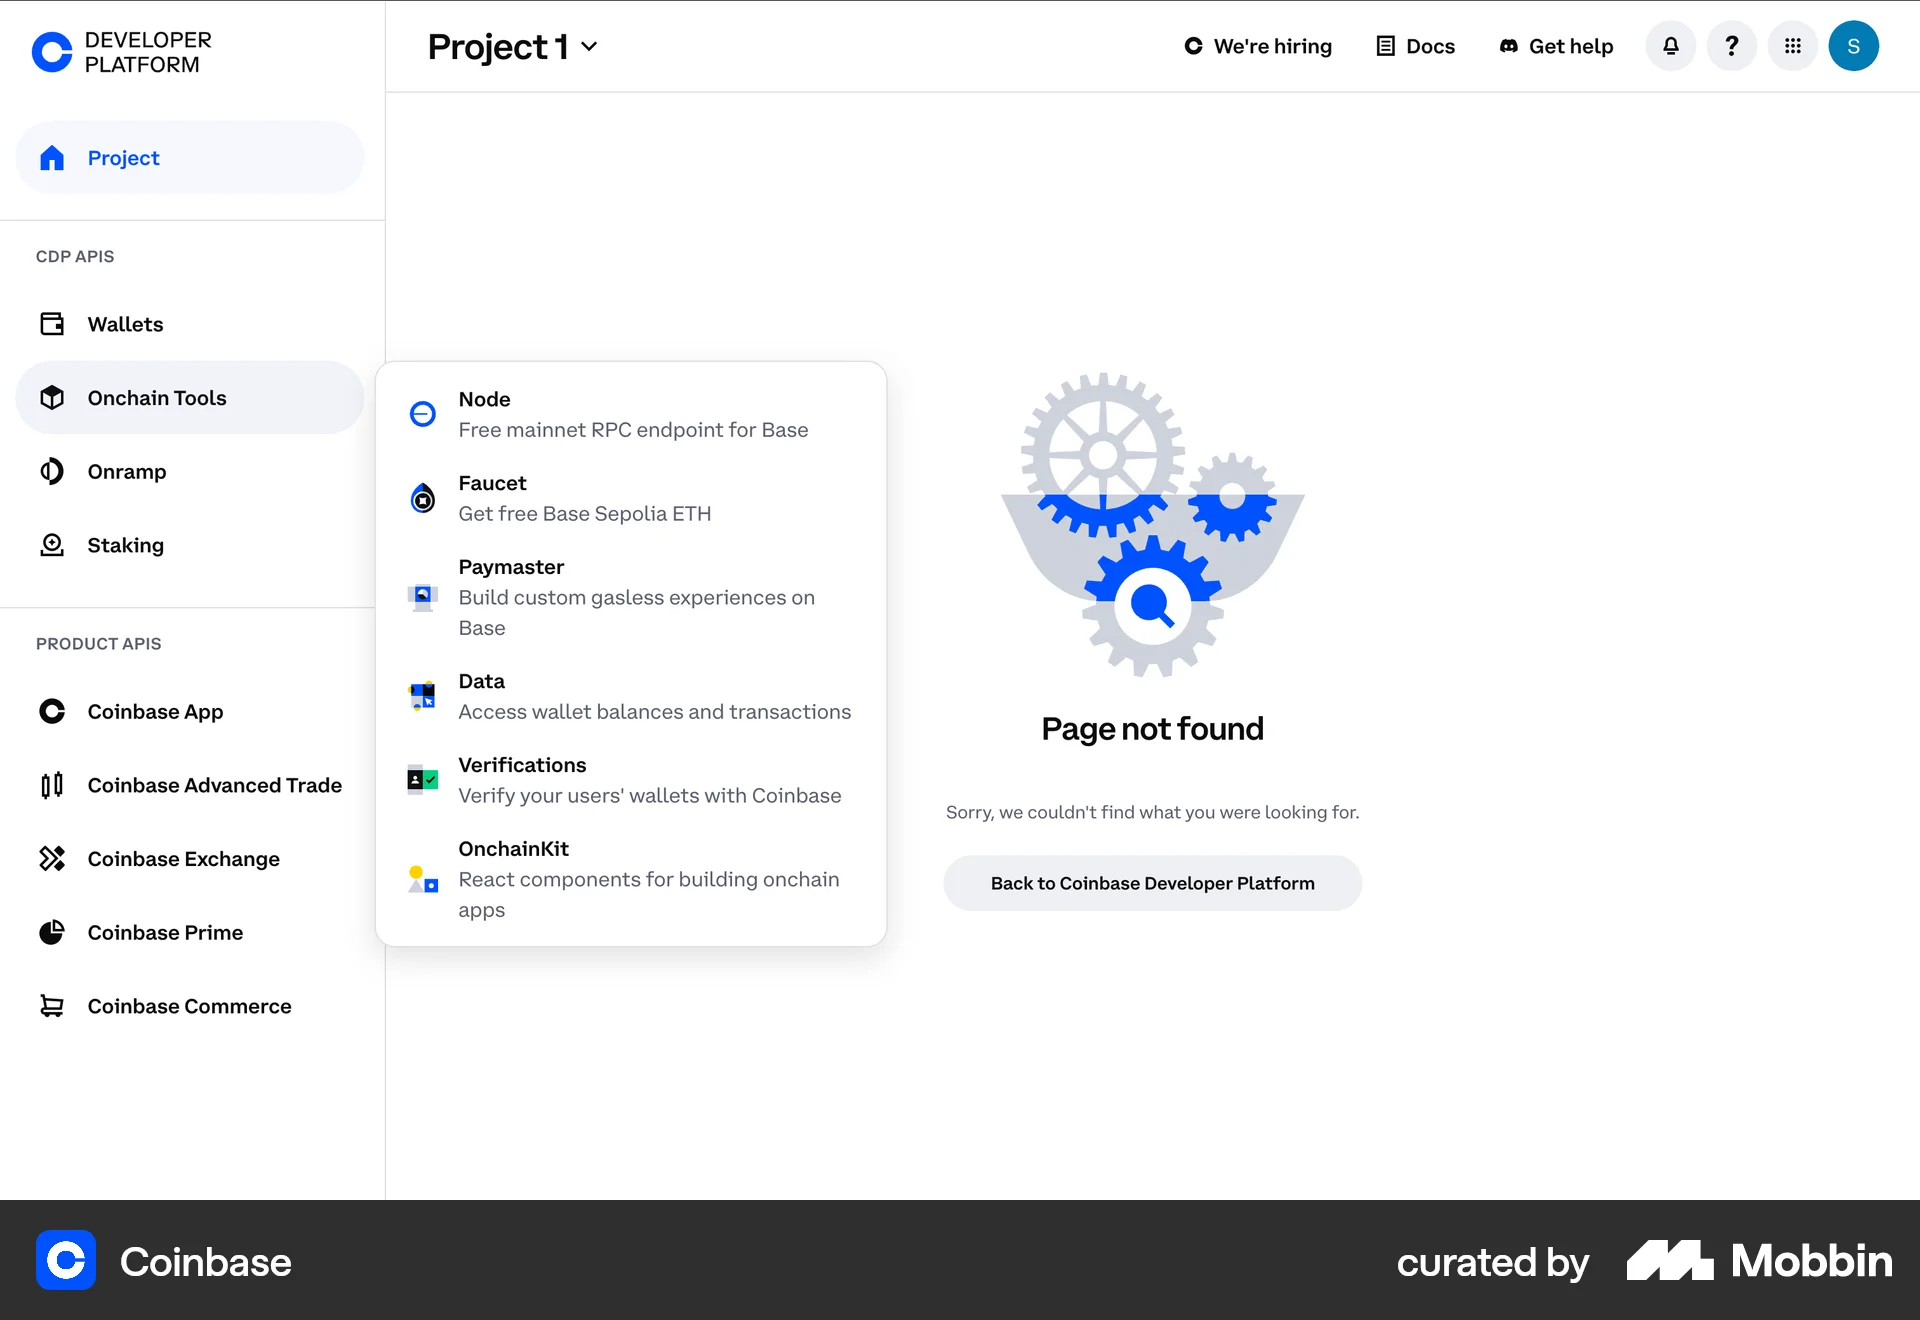 DEVELOPER
PLATFORM
Project 1
We're hiring
Docs
Get help
?
S
Project
CDP APIS
Wallets
Onchain Tools
Onramp
Staking
PRODUCT APIS
Coinbase App
Coinbase Advanced Trade
Coinbase Exchange
Coinbase Prime
Coinbase Commerce
Node
Free mainnet RPC endpoint for Base
Faucet
Get free Base Sepolia ETH
Paymaster
Build custom gasless experiences on
Base
Data
Access wallet balances and transactions
Verifications
Verify your users' wallets with Coinbase
OnchainKit
React components for building onchain
apps
Page not found
Sorry, we couldn't find what you were looking for.
Back to Coinbase Developer Platform
Coinbase
curated by
Mobbin